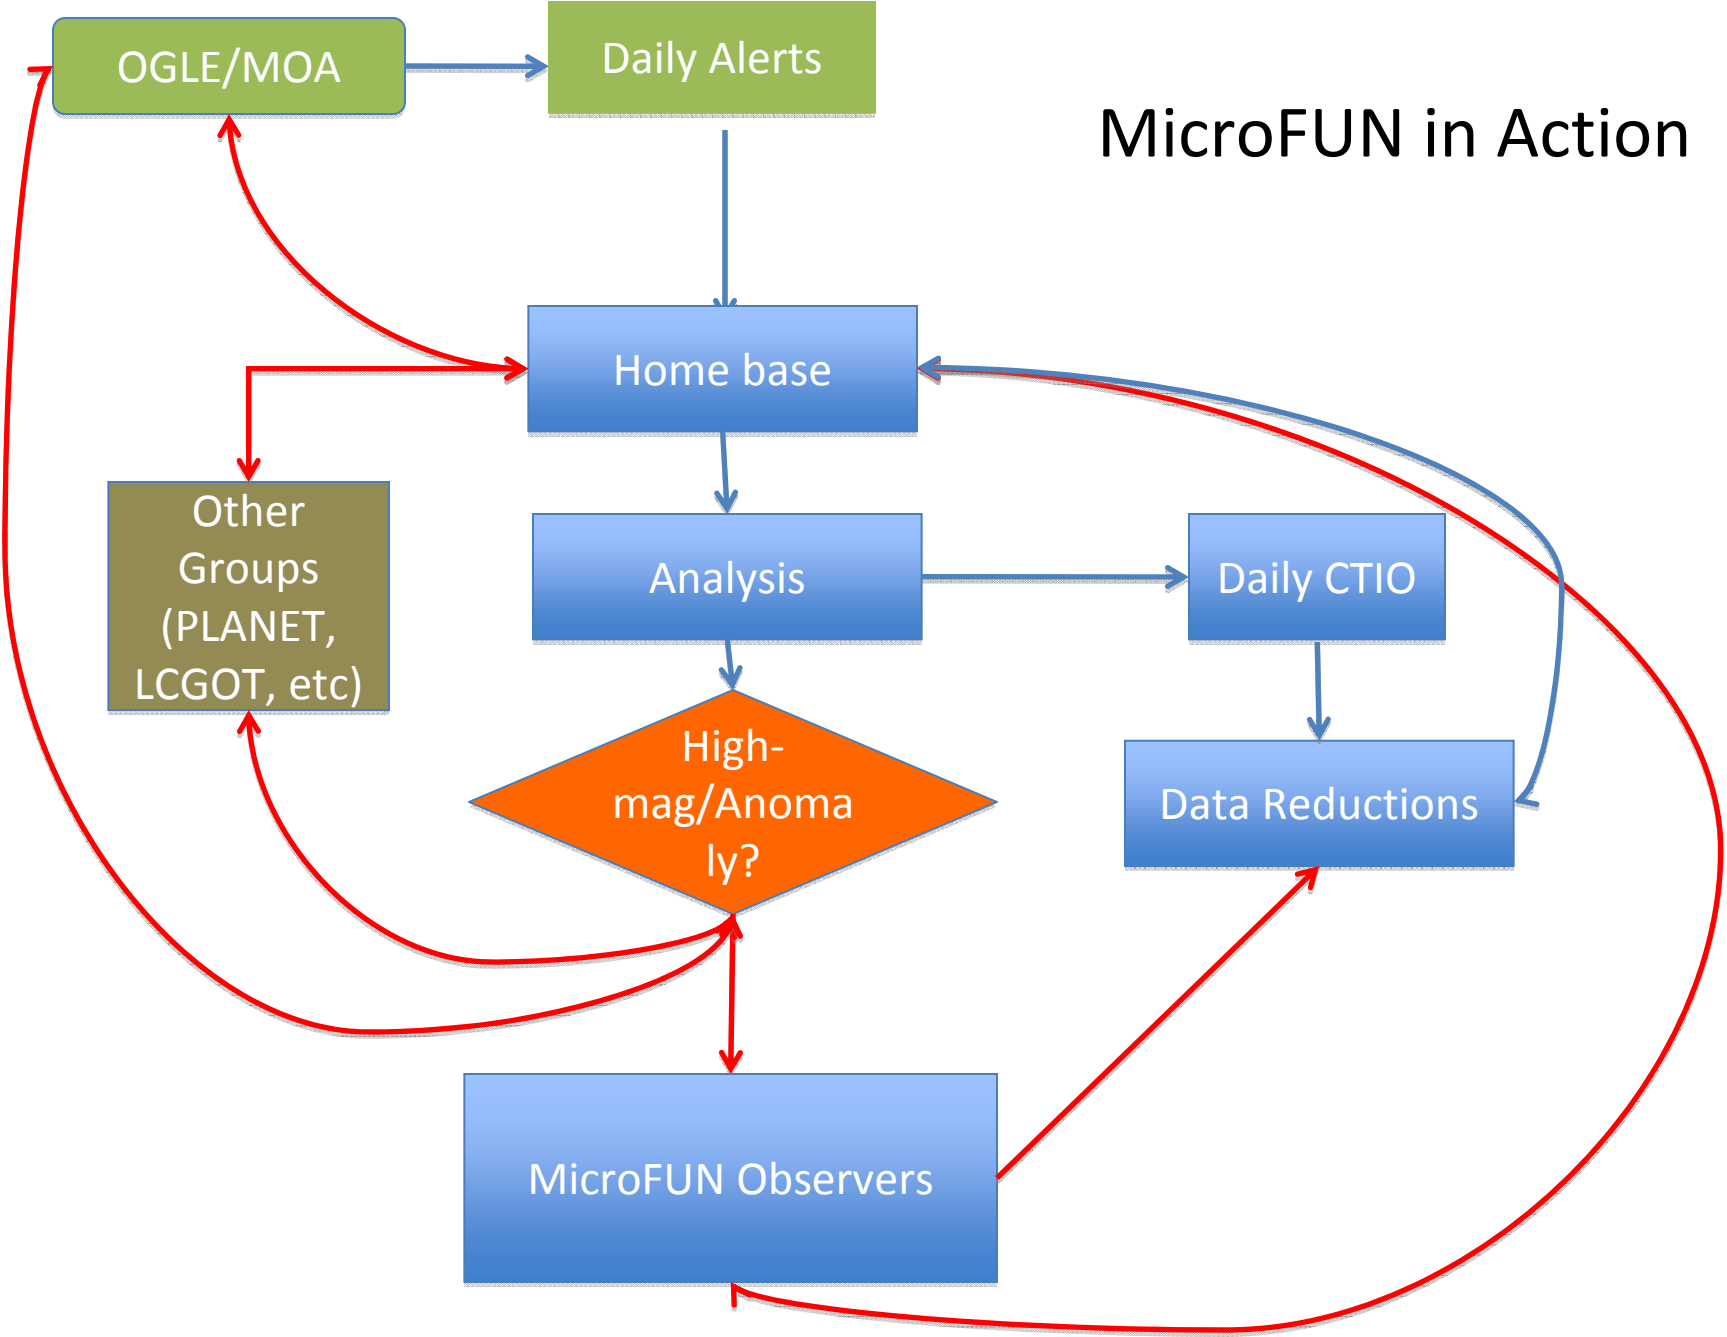 OGLE/MOA
Daily Alerts
MicroFUN in Action
Home base
Other
Groups
(PLANET,
LCGOT, etc)
Analysis
Daily CTIO
High-
mag/Anoma
ly?
Data Reductions
MicroFUN Observers